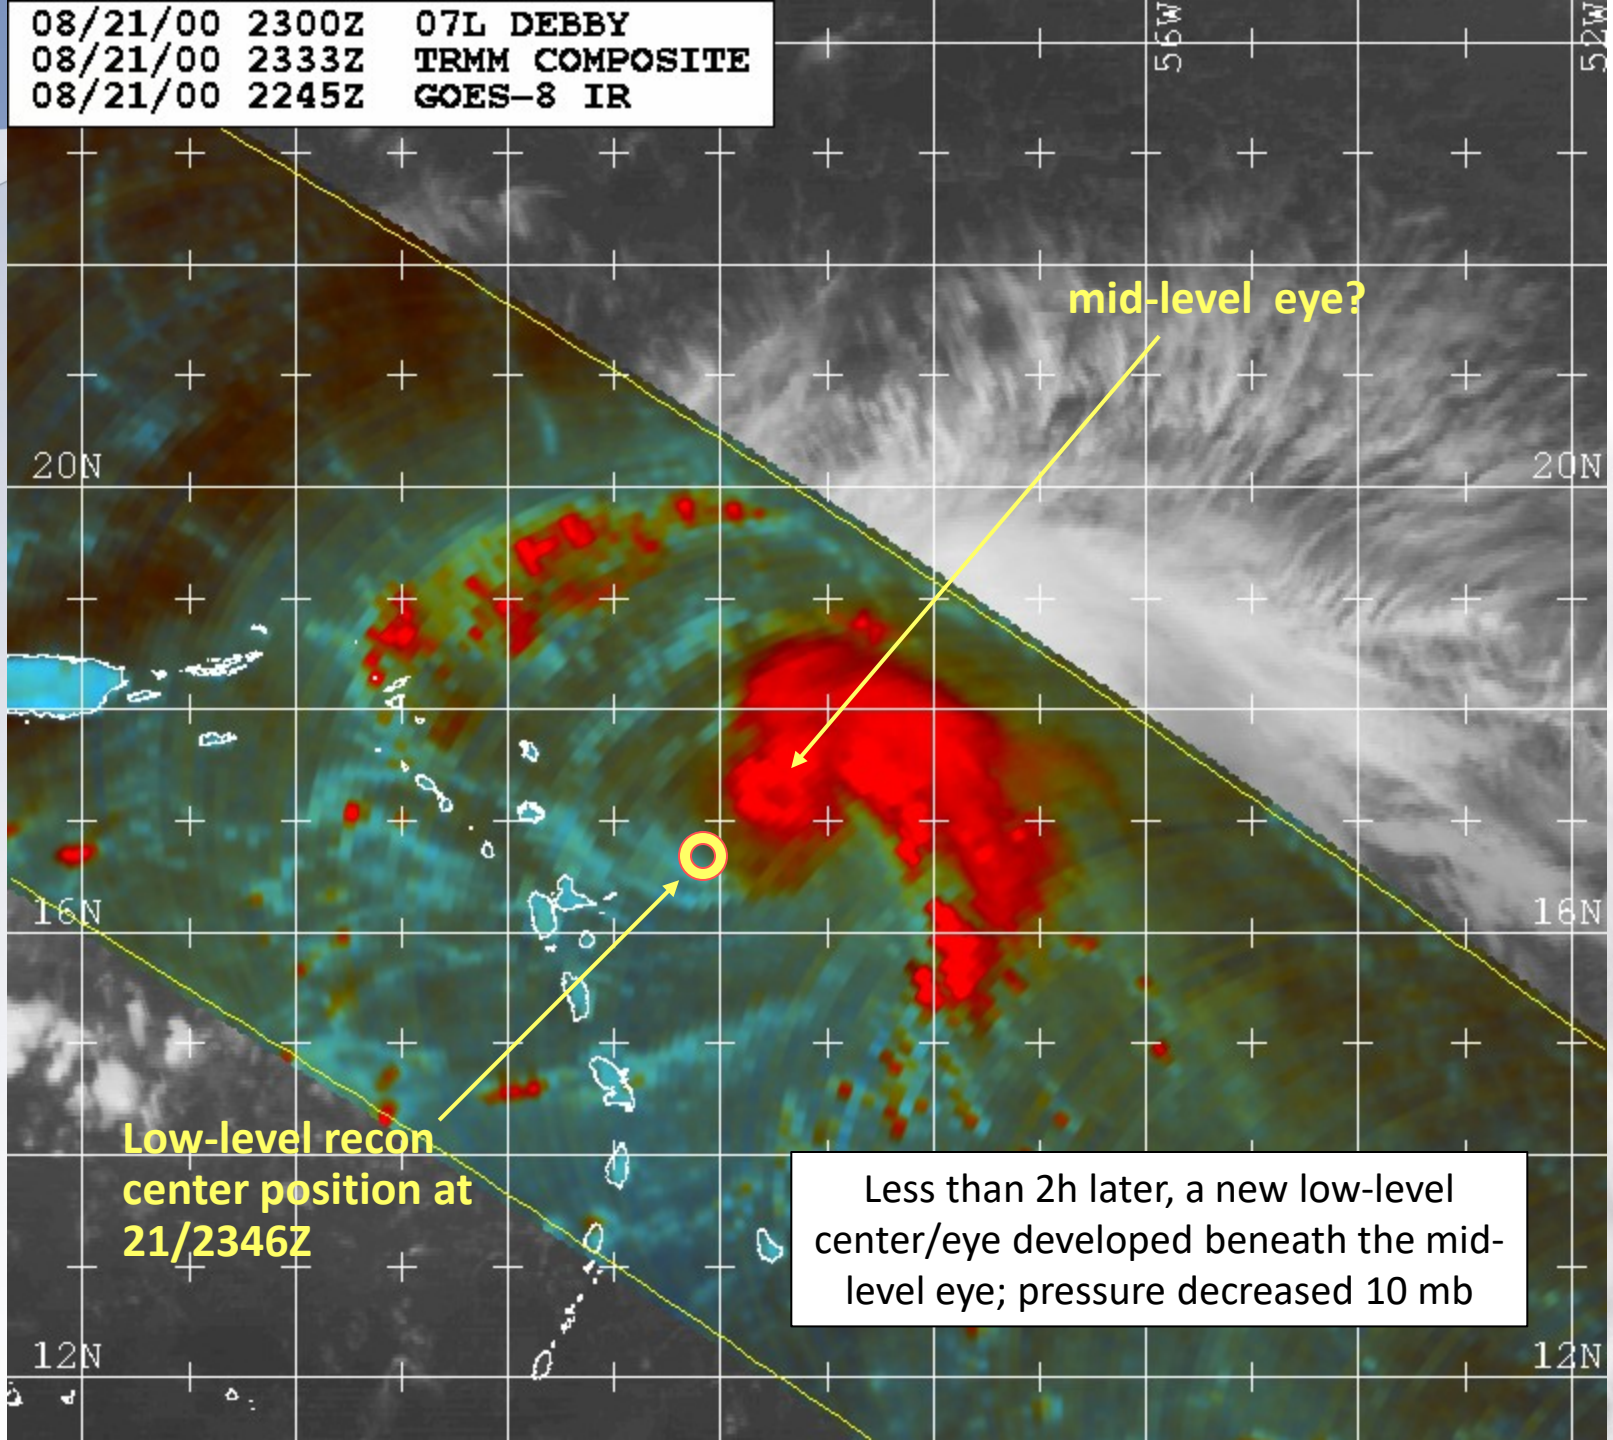 08/21/00 2300Z 07L DEBBY
08/21/00 2333Z TRMM COMPOSITE
08/21/00 2245Z GOES-8 IR
56W
52W
mid-level eye?
20N
20N
16N
16N
Low-level recon
center position at
21/2346Z
Less than 2h later, a new low-level
center/eye developed beneath the mid-
level eye; pressure decreased 10 mb
12N
12N